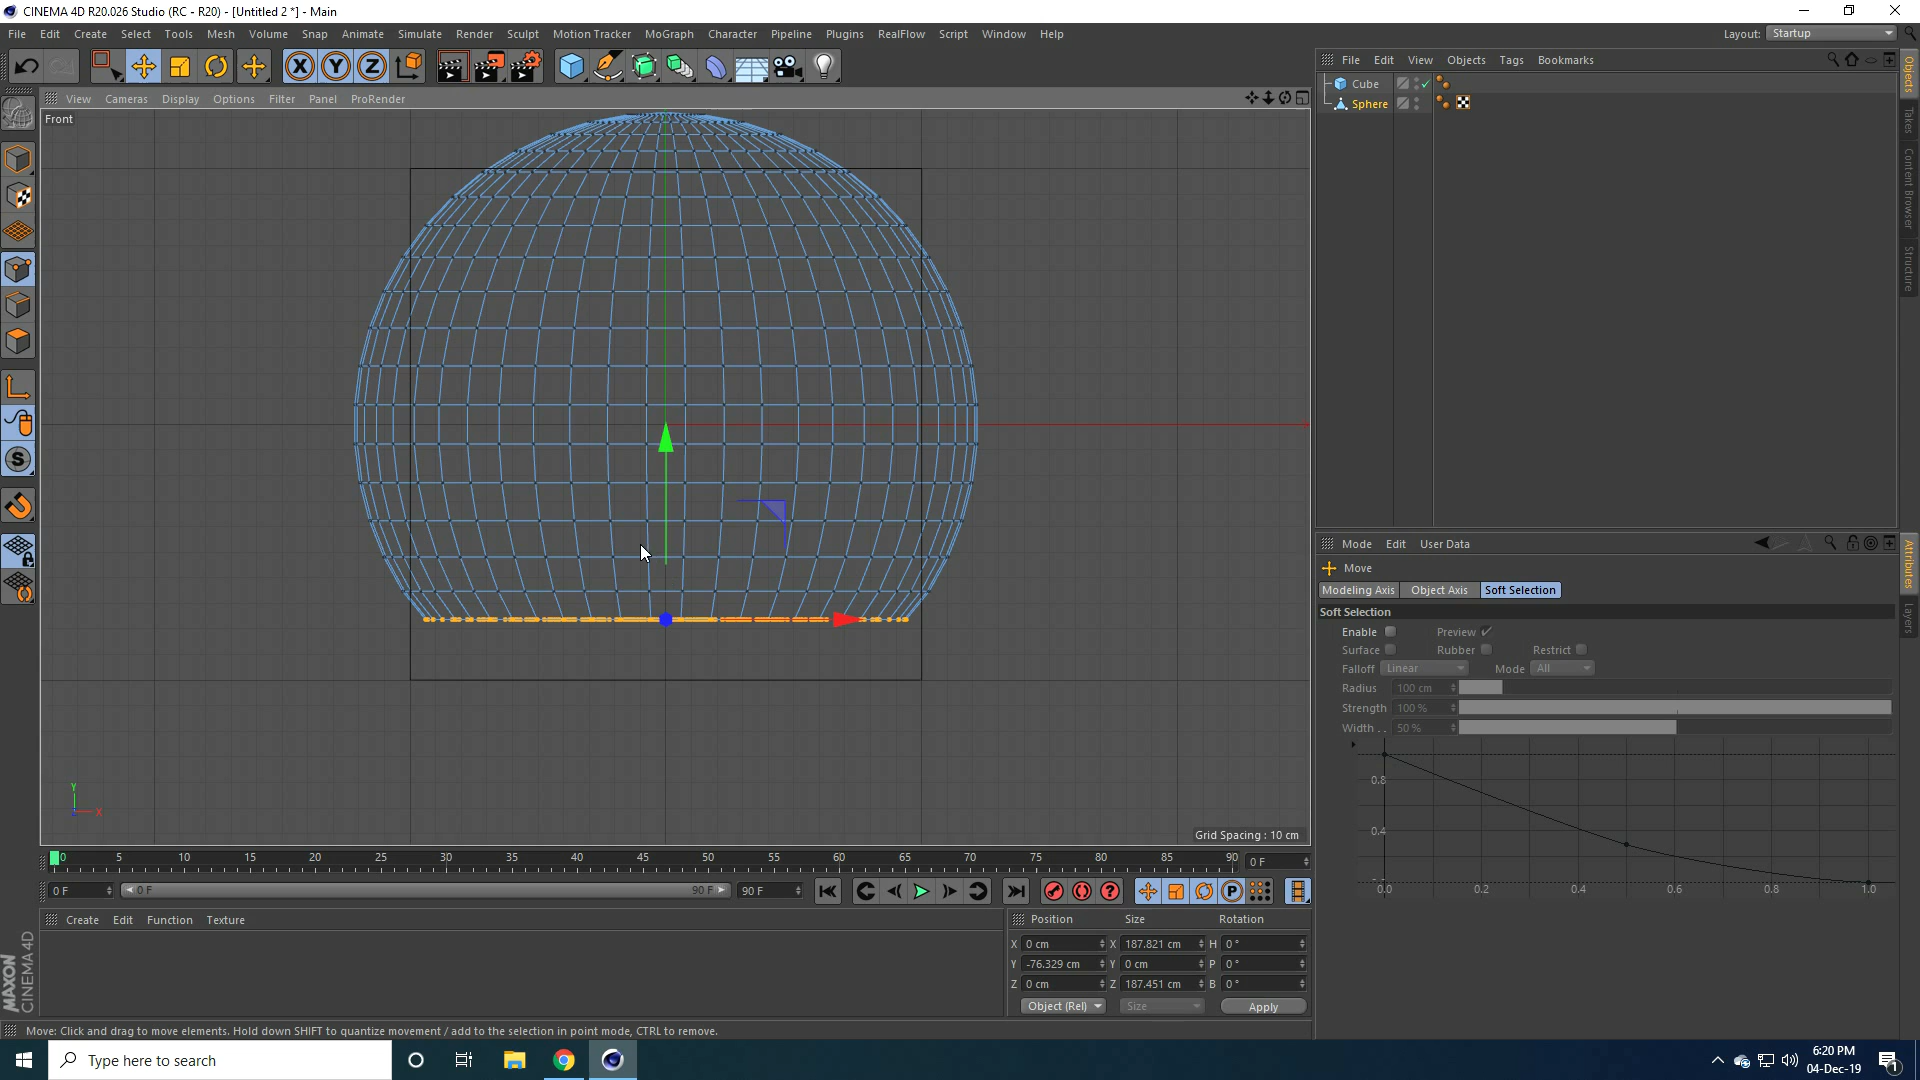 CINEMA 4D R20.026 Studio (RC - R20) - [Untitled 2 *] - Main
File Edit Create Select Tools Mesh Volume Snap Animate Simulate Render Sculpt Motion Tracker MoGraph Character Pipeline Plugins RealFlow Script Window Help
Layout: Startup
X Y Z
File Edit View Objects Tags Bookmarks
View Cameras Display Options Filter Panel ProRender
Front
Cube
Sphere
Objects
Takes
Content Browser
Structure
Y
X
Grid Spacing : 10 cm
Mode Edit User Data
Move
Modeling Axis Object Axis Soft Selection
Soft Selection
Enable Preview
Surface Rubber Restrict
Falloff Linear Mode All
Radius 100 cm
Strength 100 %
Width . . 50 %
0.8
0.4
0.0 0.2 0.4 0.6 0.8 1.0
Attributes
Layers
0 5 10 15 20 25 30 35 40 45 50 55 60 65 70 75 80 85 90 0 F
0 F 0 F 90 F 90 F
P
Create Edit Function Texture
Position Size Rotation
X 0 cm X 187.821 cm H 0 °
Y -76.329 cm Y 0 cm P 0 °
Z 0 cm Z 187.451 cm B 0 °
Object (Rel) Size Apply
MAXON
CINEMA 4D
Move: Click and drag to move elements. Hold down SHIFT to quantize movement / add to the selection in point mode, CTRL to remove.
Type here to search
6:20 PM
04-Dec-19
1